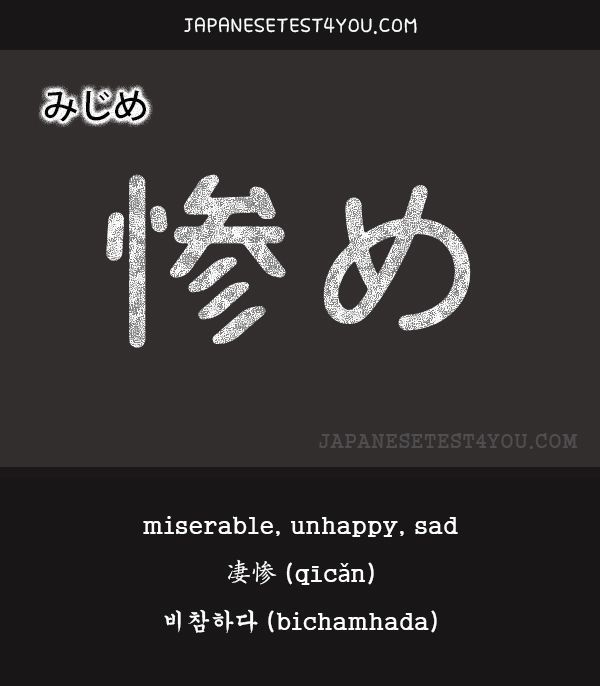 JAPANESETEST4YOU.COM
みじめ
惨め
JAPANESETEST4YOU.COM
miserable, unhappy, sad
凄惨 (qīcǎn)
비참하다 (bichamhada)